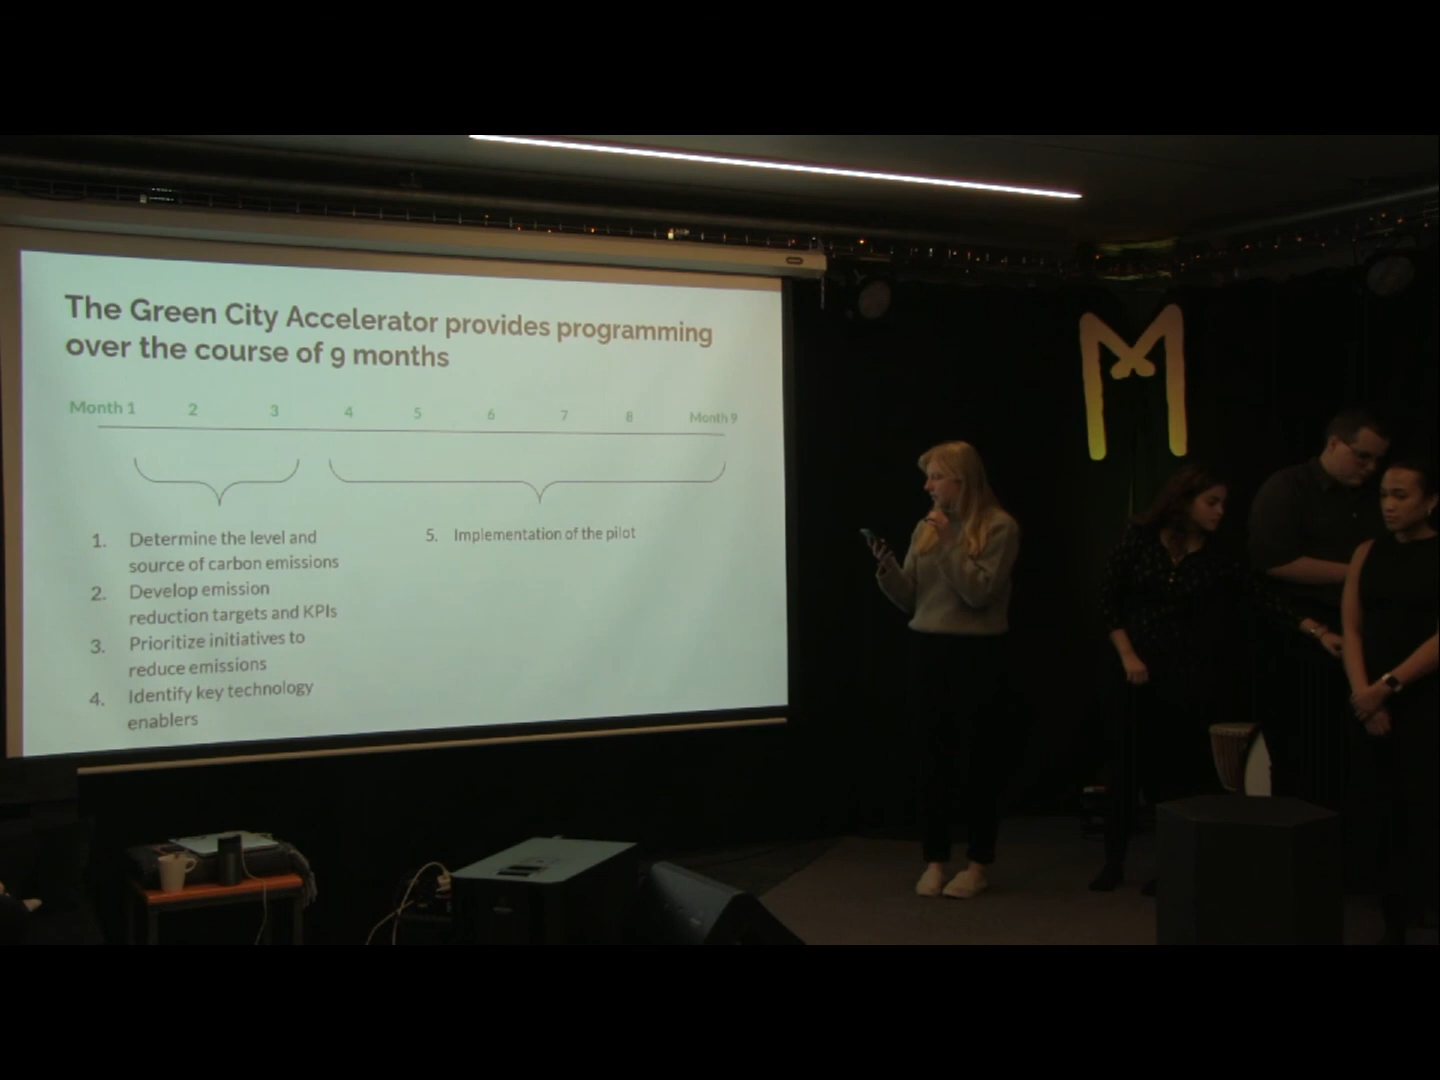 The Green City Accelerator provides programming
over the course of 9 months
Month 1 2 3 4 5 6 7 8 Month 9
1. Determine the level and
source of carbon emissions
2. Develop emission
reduction targets and KPIs
3. Prioritize initiatives to
reduce emissions
4. Identify key technology
enablers
5. Implementation of the pilot
M